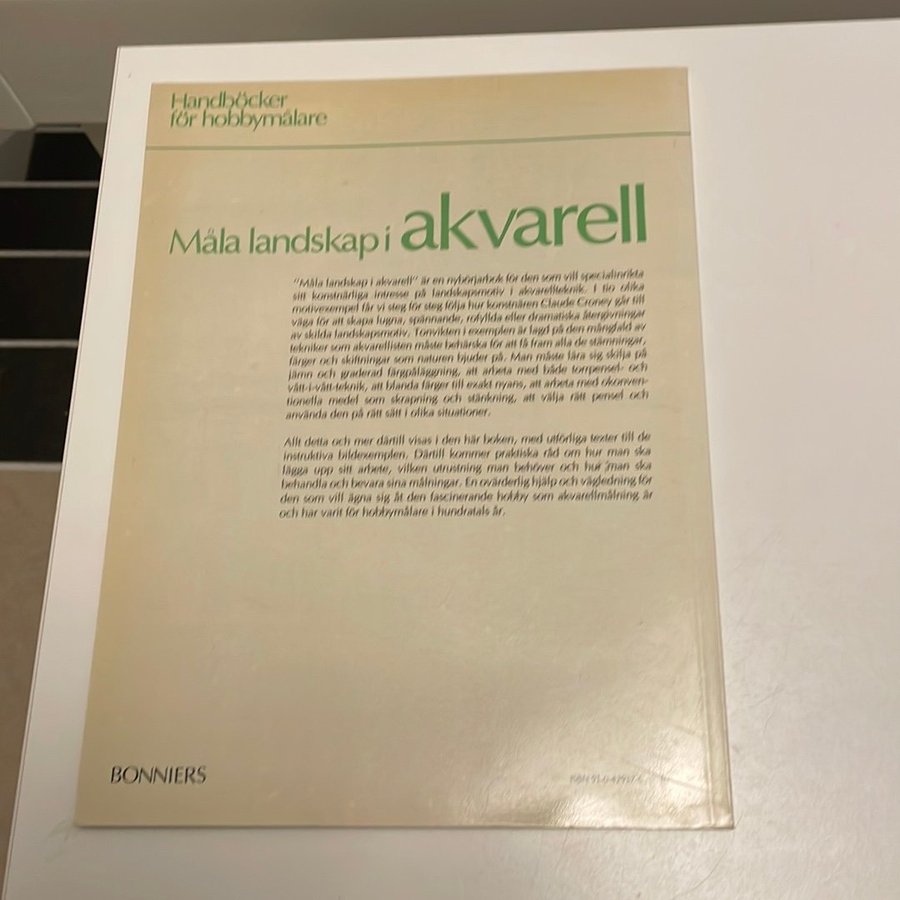 Handböcker
för hobbymålare
Måla landskap i akvarell
"Måla landskap i akvarell" är en nybörjarbok för den som vill specialinrikta
sitt konstnärliga intresse på landskapsmotiv i akvarellteknik. I tio olika
motivexempel får vi steg för steg följa hur konstnären Claude Croney går till
väga för att skapa lugna, spännande, rofyllda eller dramatiska återgivningar
av skilda landskapsmotiv. Tonvikten i exemplen är lagd på den mångfald av
tekniker som akvarellisten måste behärska för att få fram alla de stämningar,
färger och skiftningar som naturen bjuder på. Man måste lära sig skilja på
jämn och graderad färgpåläggning, att arbeta med både torrpensel- och
vått-i-vått-teknik, att blanda färger till exakt nyans, att arbeta med okonven-
tionella medel som skrapning och stänkning, att välja rätt pensel och
använda den på rätt sätt i olika situationer.
Allt detta och mer därtill visas i den här boken, med utförliga texter till de
instruktiva bildexemplen. Därtill kommer praktiska råd om hur man ska
lägga upp sitt arbete, vilken utrustning man behöver och hur man ska
behandla och bevara sina målningar. En ovärderlig hjälp och vägledning för
den som vill ägna sig åt den fascinerande hobby som akvarellmålning är
och har varit för hobbymålare i hundratals år.
BONNIERS
ISBN